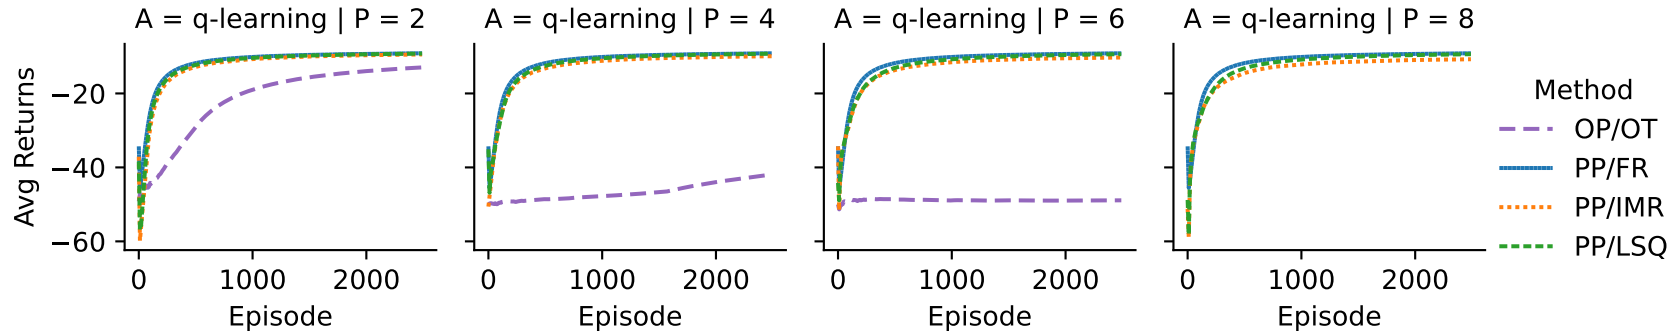 A = q-learning | P = 2
A = q-learning | P = 4
A = q-learning | P = 6
A = q-learning | P = 8
Avg Returns
−20
−40
−60
0 1000 2000
0 1000 2000
0 1000 2000
0 1000 2000
Episode
Episode
Episode
Episode
Method
OP/OT
PP/FR
PP/IMR
PP/LSQ